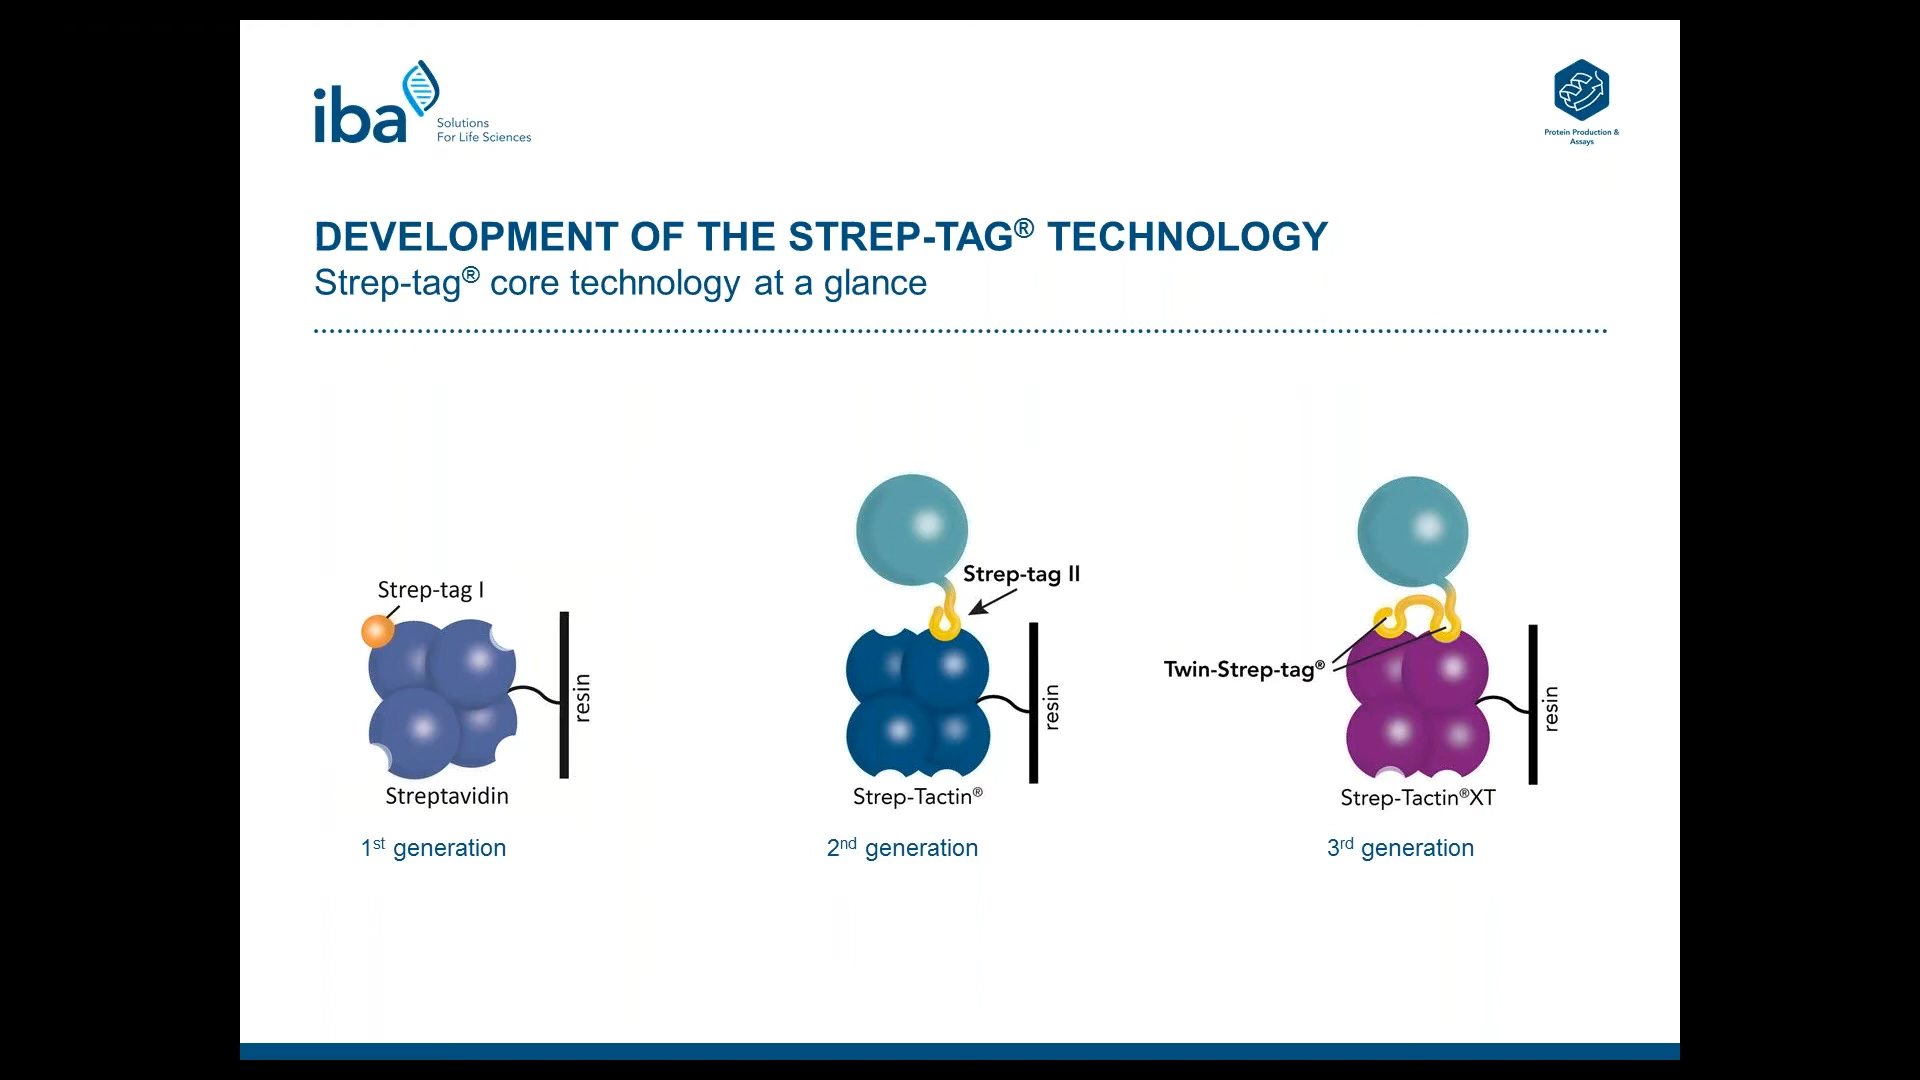 iba
Solutions
For Life Sciences
Protein Production &
Assays
DEVELOPMENT OF THE STREP-TAG® TECHNOLOGY
Strep-tag® core technology at a glance
Strep-tag I
resin
Streptavidin
1st generation
Strep-tag II
resin
Strep-Tactin®
2nd generation
Twin-Strep-tag®
resin
Strep-Tactin®XT
3rd generation